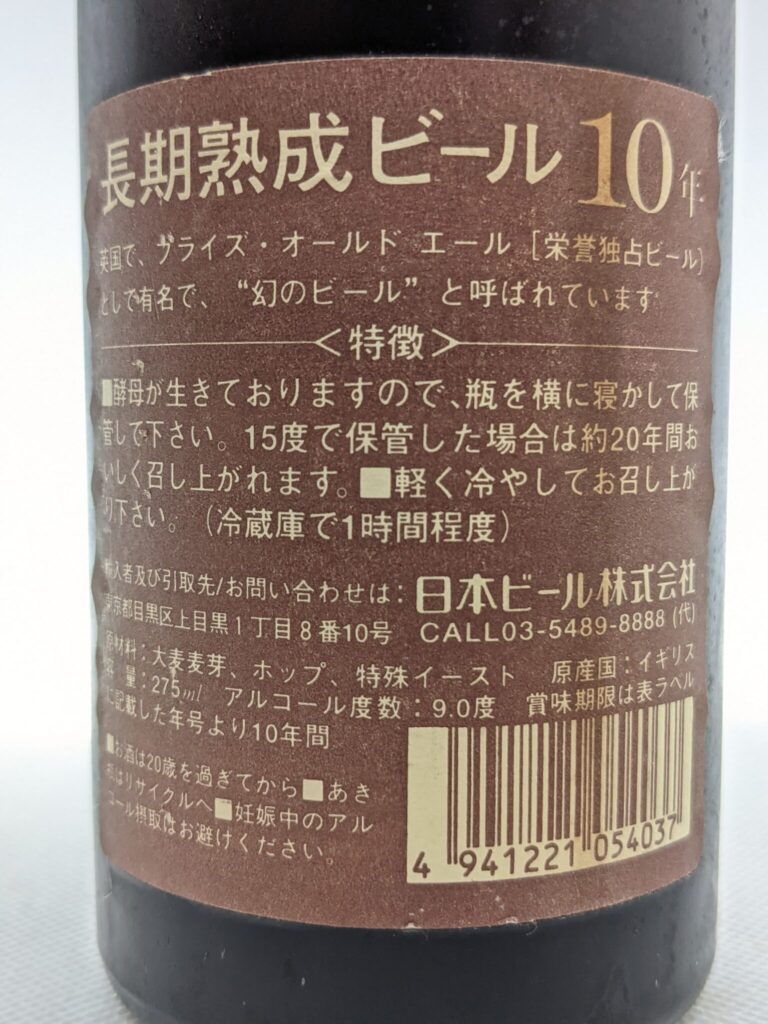 長期熟成ビール10年
英国で、プライズ・オールド エール [栄誉独占ビール]
として有名で、“幻のビール”と呼ばれています
<特徴>
■酵母が生きておりますので、瓶を横に寝かして保
管して下さい。15度で保管した場合は約20年間お
いしく召し上がれます。■軽く冷やしてお召し上が
り下さい。（冷蔵庫で1時間程度）
輸入者及び引取先/お問い合わせは：日本ビール株式会社
東京都目黒区上目黒1丁目8番10号 CALL03-5489-8888(代)
原材料：大麦麦芽、ホップ、特殊イースト 原産国：イギリス
容量：275ml アルコール度数：9.0度 賞味期限は表ラベル
に記載した年号より10年間
■お酒は20歳を過ぎてから■あき
瓶はリサイクルへ■妊娠中のアル
コール摂取はお避けください。
4 941221 054037